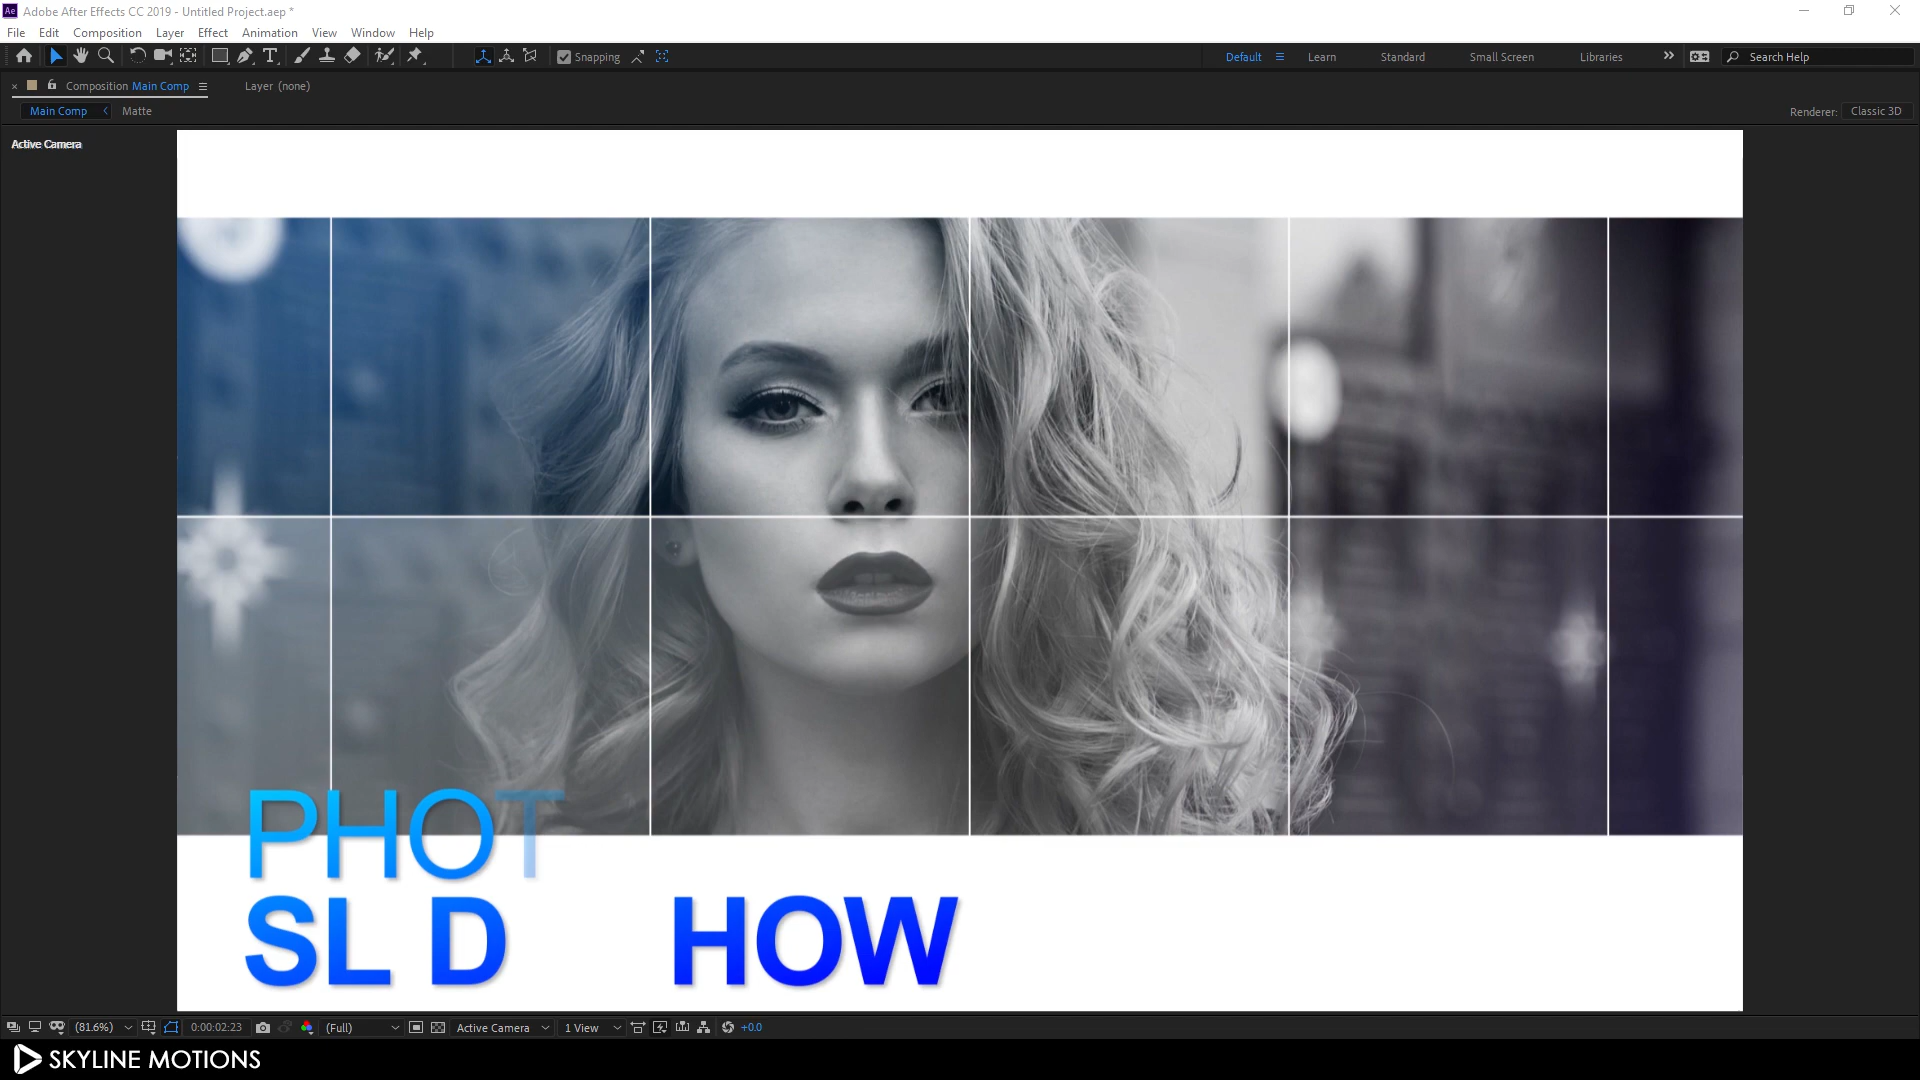 Ae Adobe After Effects CC 2019 - Untitled Project.aep *
File Edit Composition Layer Effect Animation View Window Help
Snapping Default Learn Standard Small Screen Libraries Search Help
Composition Main Comp Layer (none)
Main Comp Matte Renderer: Classic 3D
Active Camera
PHOT
SL D HOW
(81.6%) 0:00:02:23 (Full) Active Camera 1 View +0.0
SKYLINE MOTIONS